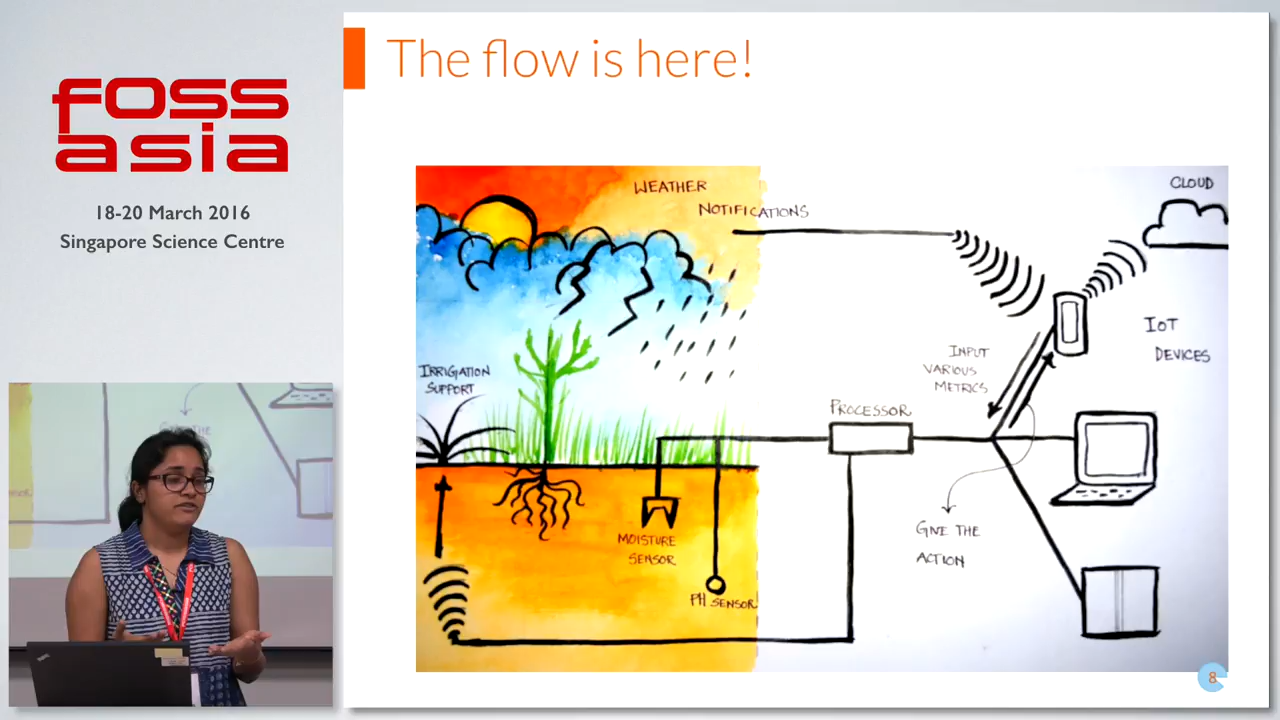 foss
asia
18-20 March 2016
Singapore Science Centre
The flow is here!
WEATHER
NOTIFICATIONS
CLOUD
IOT
DEVICES
INPUT
VARIOUS
METRICS
IRRIGATION
SUPPORT
PROCESSOR
MOISTURE
SENSOR
PH SENSOR
GIVE THE
ACTION
8